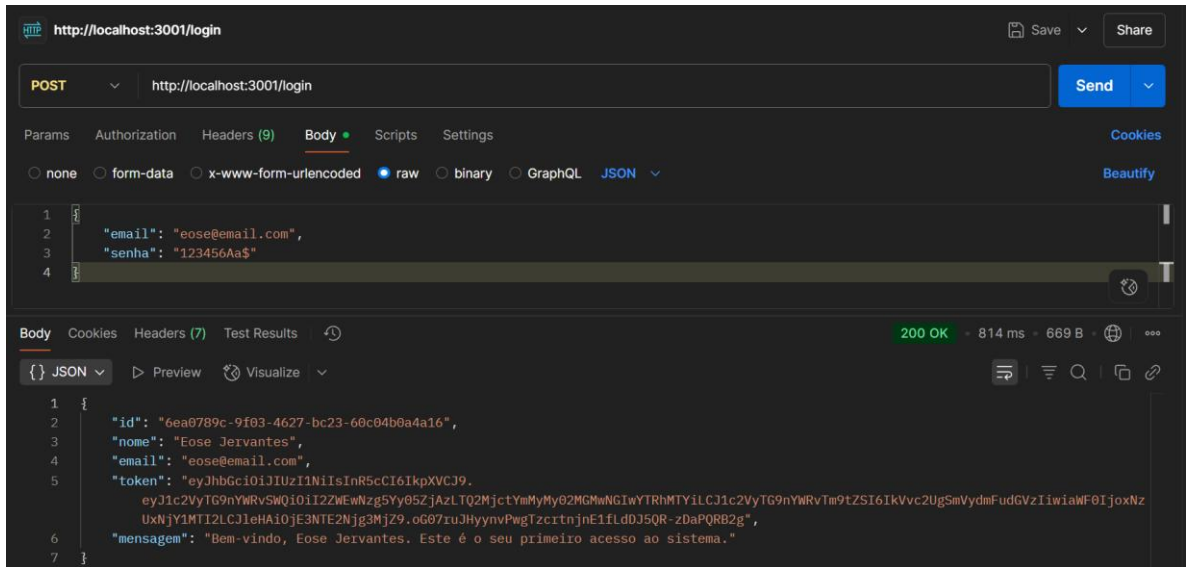 HTTP http://localhost:3001/login Save Share
POST http://localhost:3001/login Send
Params Authorization Headers (9) Body Scripts Settings Cookies
none form-data x-www-form-urlencoded raw binary GraphQL JSON Beautify
1 {
2 "email": "eose@email.com",
3 "senha": "123456Aa$"
4 }
Body Cookies Headers (7) Test Results 200 OK 814 ms 669 B
{} JSON Preview Visualize
1 {
2 "id": "6ea0789c-9f03-4627-bc23-60c04b0a4a16",
3 "nome": "Eose Jervantes",
4 "email": "eose@email.com",
5 "token": "eyJhbGciOiJIUzI1NiIsInR5cCI6IkpXVCJ9.
eyJ1c2VyTG9nYWRvSWQiOiI2ZWEwNzg5Yy05ZjAzLTQ2MjctYmMyMy02MGMwNGIwYTRhMTYiLCJ1c2VyTG9nYWRvTm9tZSI6IkVvc2UgSmVydmFudGVzIiwiaWF0IjoxNz
UxNjY1MTI2LCJleHAiOjE3NTE2Njg3MjZ9.oG07ruJHyynvPwgTzcrtnjnE1fLdDJ5QR-zDaPQRB2g",
6 "mensagem": "Bem-vindo, Eose Jervantes. Este é o seu primeiro acesso ao sistema."
7 }